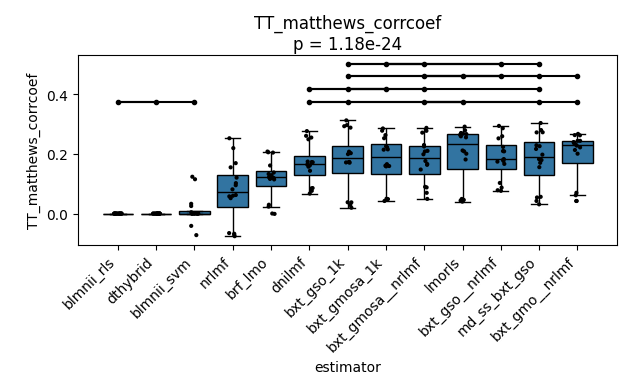 TT_matthews_corrcoef
p = 1.18e-24
TT_matthews_corrcoef
0.4
0.2
0.0
blmnii_rls
dthybrid
blmnii_svm
nrlmf
brf_lmo
dnilmf
bxt_gso_1k
bxt_gmosa_1k
bxt_gmosa__nrlmf
lmorls
bxt_gso__nrlmf
md_ss_bxt_gso
bxt_gmo__nrlmf
estimator